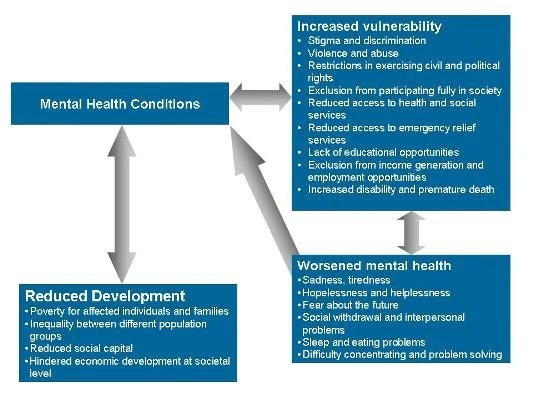 Mental Health Conditions
Increased vulnerability
• Stigma and discrimination
• Violence and abuse
• Restrictions in exercising civil and political
rights
• Exclusion from participating fully in society
• Reduced access to health and social
services
• Reduced access to emergency relief
services
• Lack of educational opportunities
• Exclusion from income generation and
employment opportunities
• Increased disability and premature death
Worsened mental health
•Sadness, tiredness
•Hopelessness and helplessness
•Fear about the future
•Social withdrawal and interpersonal
problems
•Sleep and eating problems
•Difficulty concentrating and problem solving
Reduced Development
•Poverty for affected individuals and families
•Inequality between different population
groups
•Reduced social capital
•Hindered economic development at societal
level